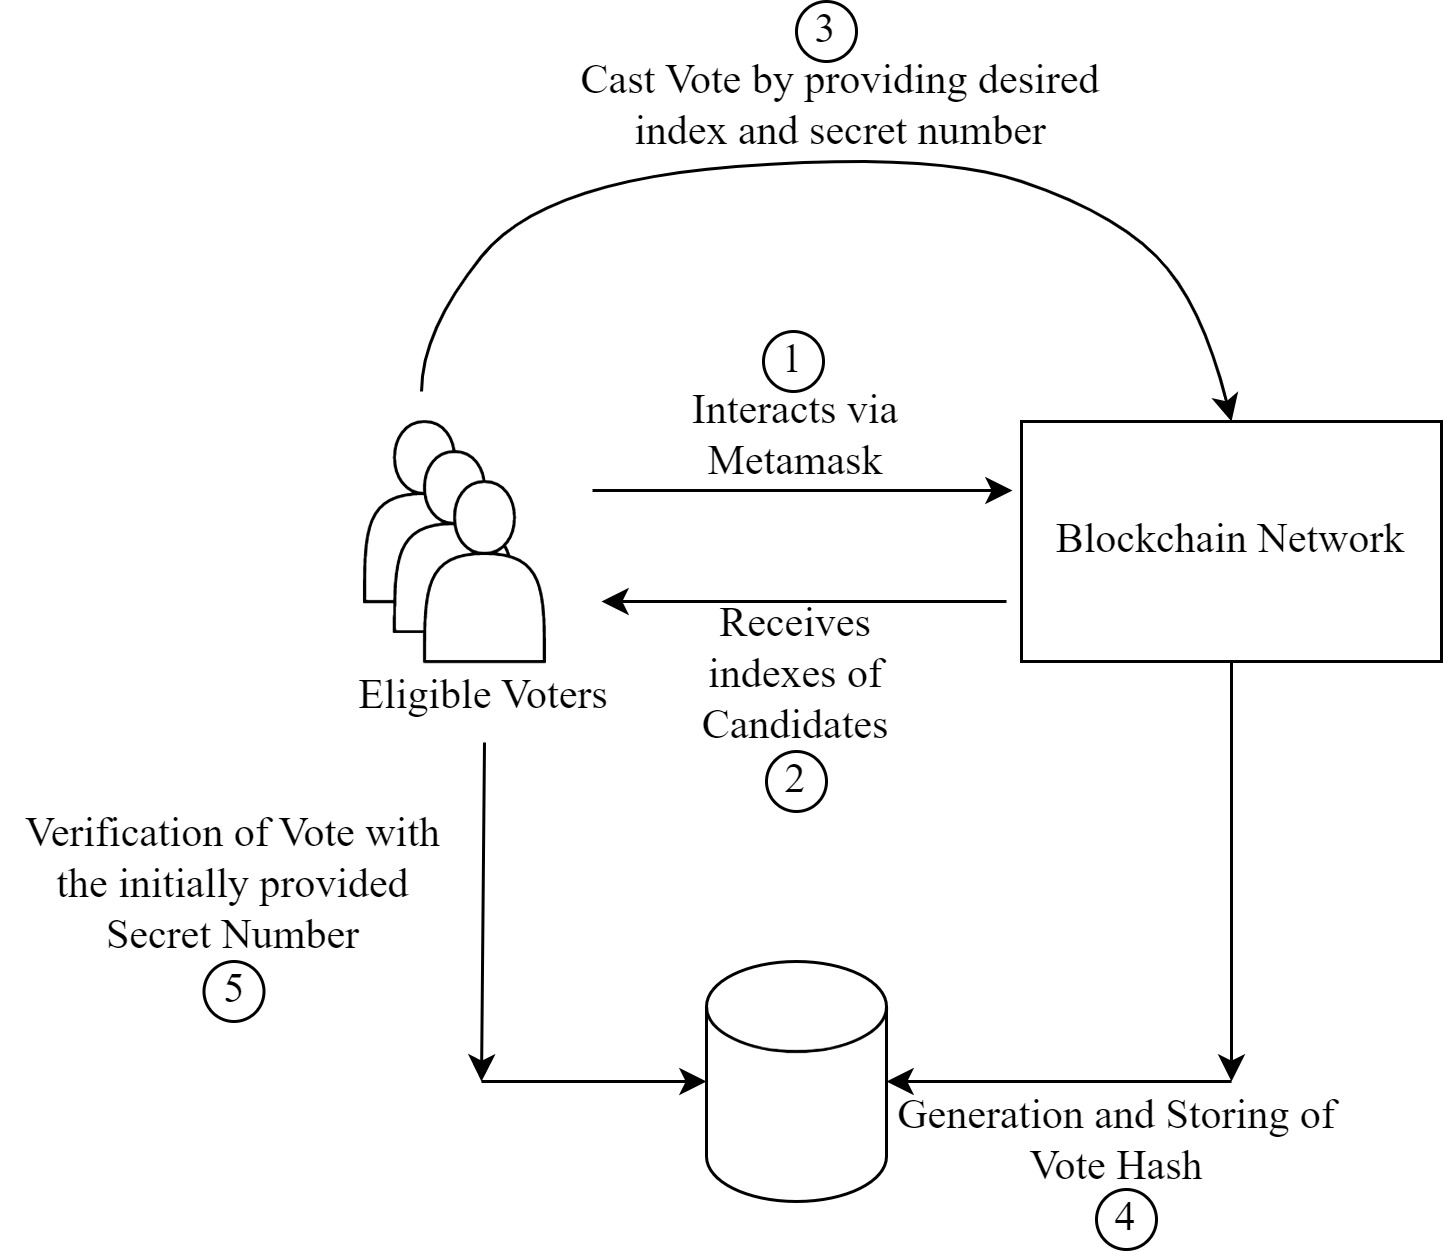 3
Cast Vote by providing desired
index and secret number
1
Interacts via
Metamask
Blockchain Network
Receives
indexes of
Candidates
2
Eligible Voters
Verification of Vote with
the initially provided
Secret Number
5
Generation and Storing of
Vote Hash
4